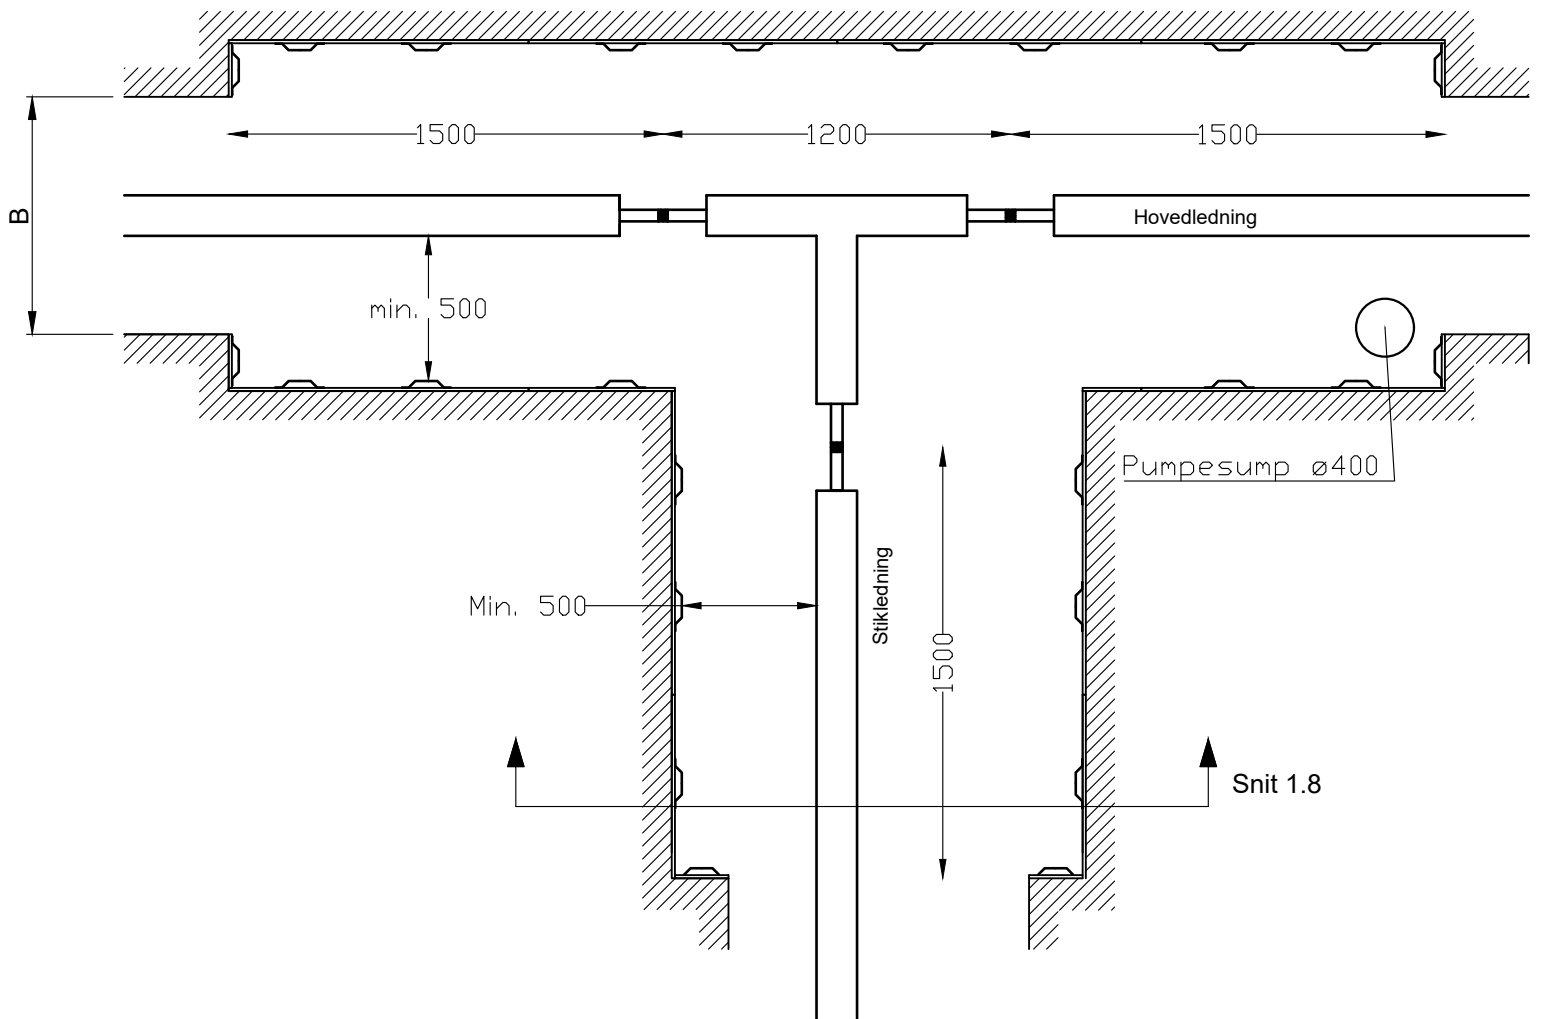 1500
1200
1500
B
Hovedledning
min. 500
Pumpesump ø400
Min. 500
Stikledning
1500
Snit 1.8